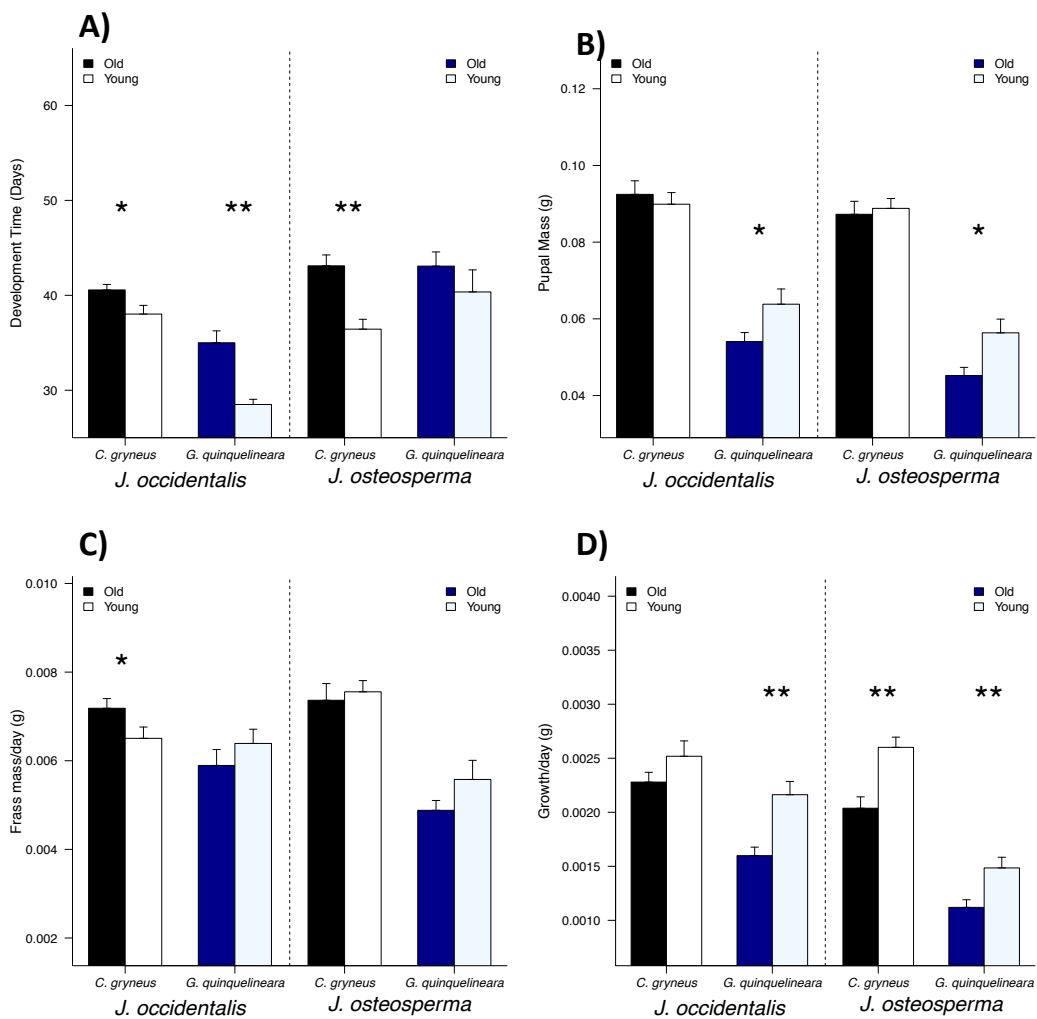 A)
Old
Young
Old
Young
Development Time (Days)
60
50
40
30
*
**
**
C. gryneus
G. quinquelineara
C. gryneus
G. quinquelineara
J. occidentalis
J. osteosperma
B)
Old
Young
Old
Young
Pupal Mass (g)
0.12
0.10
0.08
0.06
0.04
*
*
C. gryneus
G. quinquelineara
C. gryneus
G. quinquelineara
J. occidentalis
J. osteosperma
C)
Old
Young
Old
Young
Frass mass/day (g)
0.010
0.008
0.006
0.004
0.002
*
C. gryneus
G. quinquelineara
C. gryneus
G. quinquelineara
J. occidentalis
J. osteosperma
D)
Old
Young
Old
Young
Growth/day (g)
0.0040
0.0035
0.0030
0.0025
0.0020
0.0015
0.0010
**
**
**
C. gryneus
G. quinquelineara
C. gryneus
G. quinquelineara
J. occidentalis
J. osteosperma